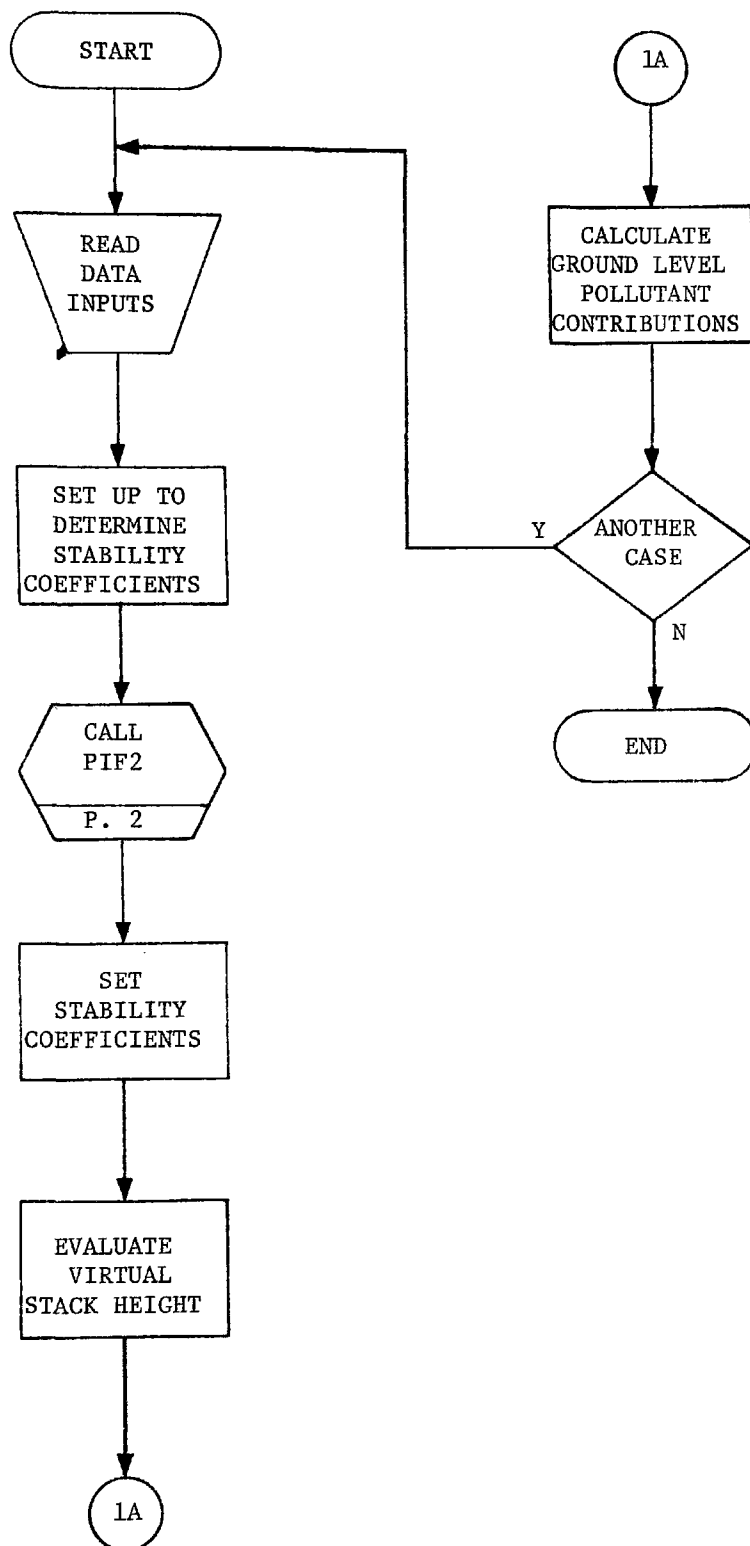 START
READ
DATA
INPUTS
SET UP TO
DETERMINE
STABILITY
COEFFICIENTS
CALL
PIF2
P. 2
SET
STABILITY
COEFFICIENTS
EVALUATE
VIRTUAL
STACK HEIGHT
1A
1A
CALCULATE
GROUND LEVEL
POLLUTANT
CONTRIBUTIONS
ANOTHER
CASE
Y
N
END